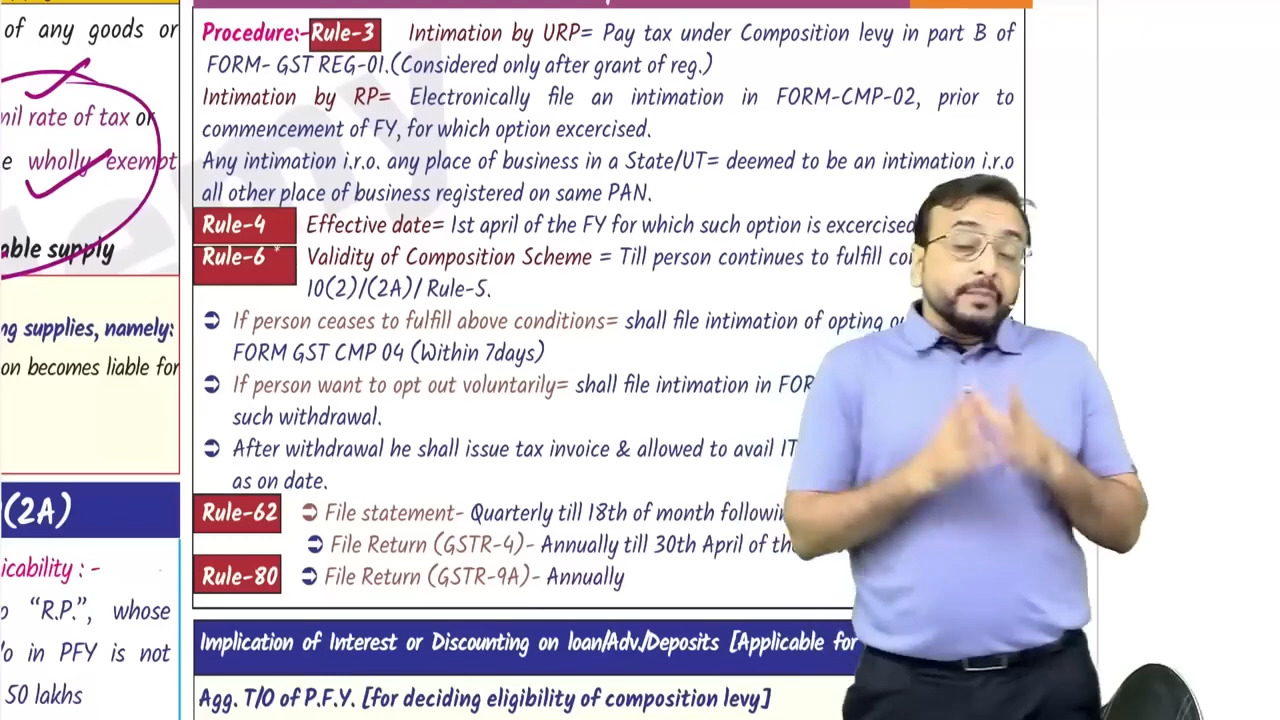 of any goods or
nil rate of tax or
e wholly exempt
able supply
ng supplies, namely:
on becomes liable for
(2A)
icability : -
"R.P.", whose
/o in PFY is not
50 lakhs
Procedure:- Rule-3 Intimation by URP= Pay tax under Composition levy in part B of
FORM- GST REG-01.(Considered only after grant of reg.)
Intimation by RP= Electronically file an intimation in FORM-CMP-02, prior to
commencement of FY, for which option excercised.
Any intimation i.r.o. any place of business in a State/UT= deemed to be an intimation i.r.o
all other place of business registered on same PAN.
Rule-4 Effective date= 1st april of the FY for which such option is excercised
Rule-6 * Validity of Composition Scheme = Till person continues to fulfill
10(2)/(2A)/ Rule-5.
➲ If person ceases to fulfill above conditions= shall file intimation of opting
FORM GST CMP 04 (Within 7days)
➲ If person want to opt out voluntarily= shall file intimation in
such withdrawal.
➲ After withdrawal he shall issue tax invoice & allowed to avail
as on date.
Rule-62 ➲ File statement- Quarterly till 18th of month
➲ File Return (GSTR-4)- Annually till 30th April of
Rule-80 ➲ File Return (GSTR-9A)- Annually
Implication of Interest or Discounting on loan/Adv./Deposits [Applicable for
Agg. T/O of P.F.Y. [for deciding eligibility of composition levy]